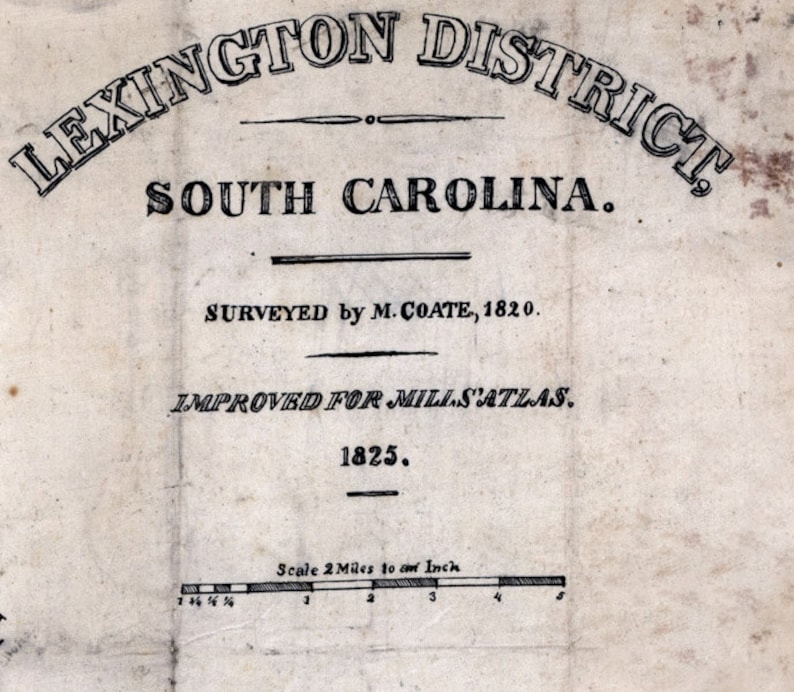 LEXINGTON DISTRICT,
SOUTH CAROLINA.
SURVEYED by M. COATE, 1820.
IMPROVED FOR MILLS' ATLAS.
1825.
Scale 2 Miles to an Inch
1 ¾ ½ ¼ 1 2 3 4 5